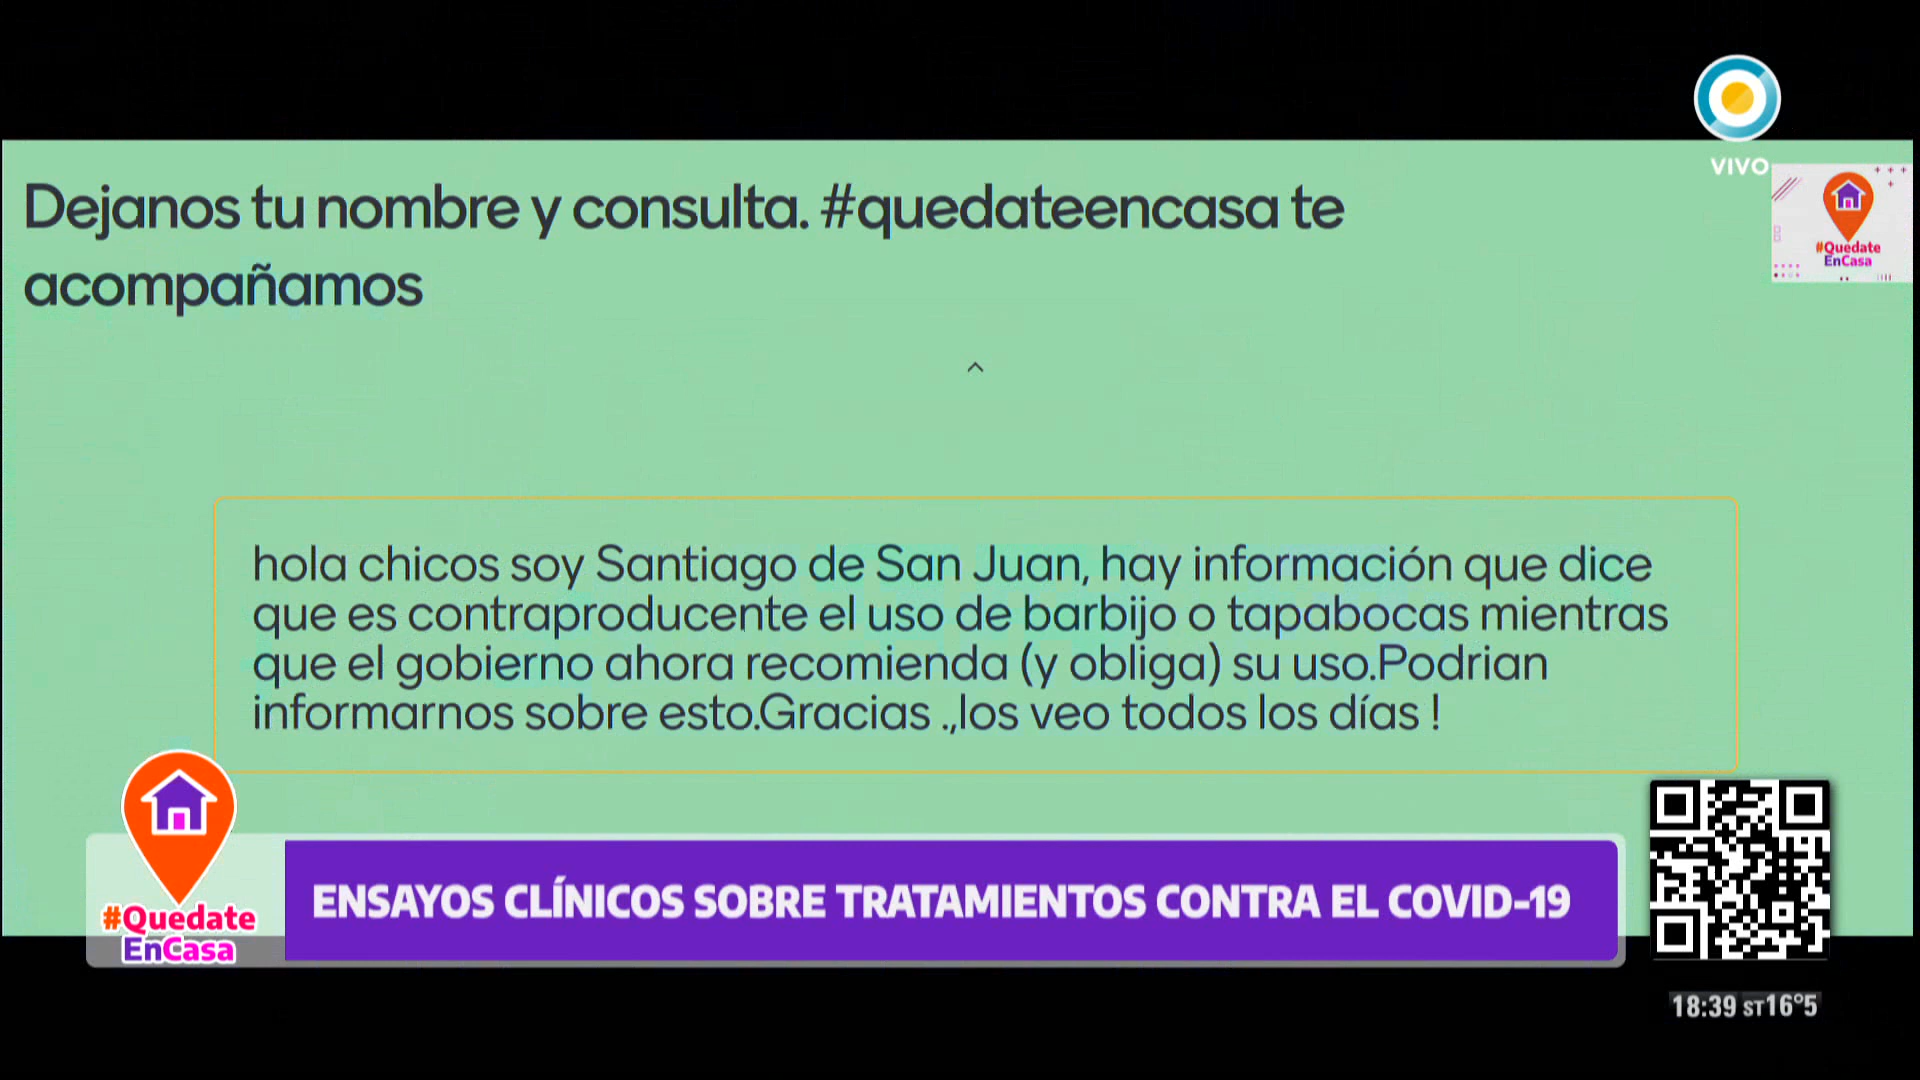 VIVO
Dejanos tu nombre y consulta. #quedateencasa te
acompañamos
#Quedate
EnCasa
hola chicos soy Santiago de San Juan, hay información que dice
que es contraproducente el uso de barbijo o tapabocas mientras
que el gobierno ahora recomienda (y obliga) su uso.Podrian
informarnos sobre esto.Gracias .,los veo todos los días !
#Quedate
EnCasa
ENSAYOS CLÍNICOS SOBRE TRATAMIENTOS CONTRA EL COVID-19
18:39 ST16°5